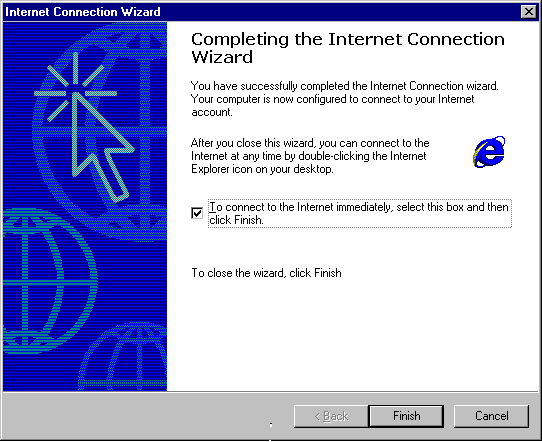 Internet Connection Wizard
Completing the Internet Connection
Wizard
You have successfully completed the Internet Connection wizard.
Your computer is now configured to connect to your Internet
account.
After you close this wizard, you can connect to the
Internet at any time by double-clicking the Internet
Explorer icon on your desktop.
To connect to the Internet immediately, select this box and then
click Finish.
To close the wizard, click Finish
< Back
Finish
Cancel